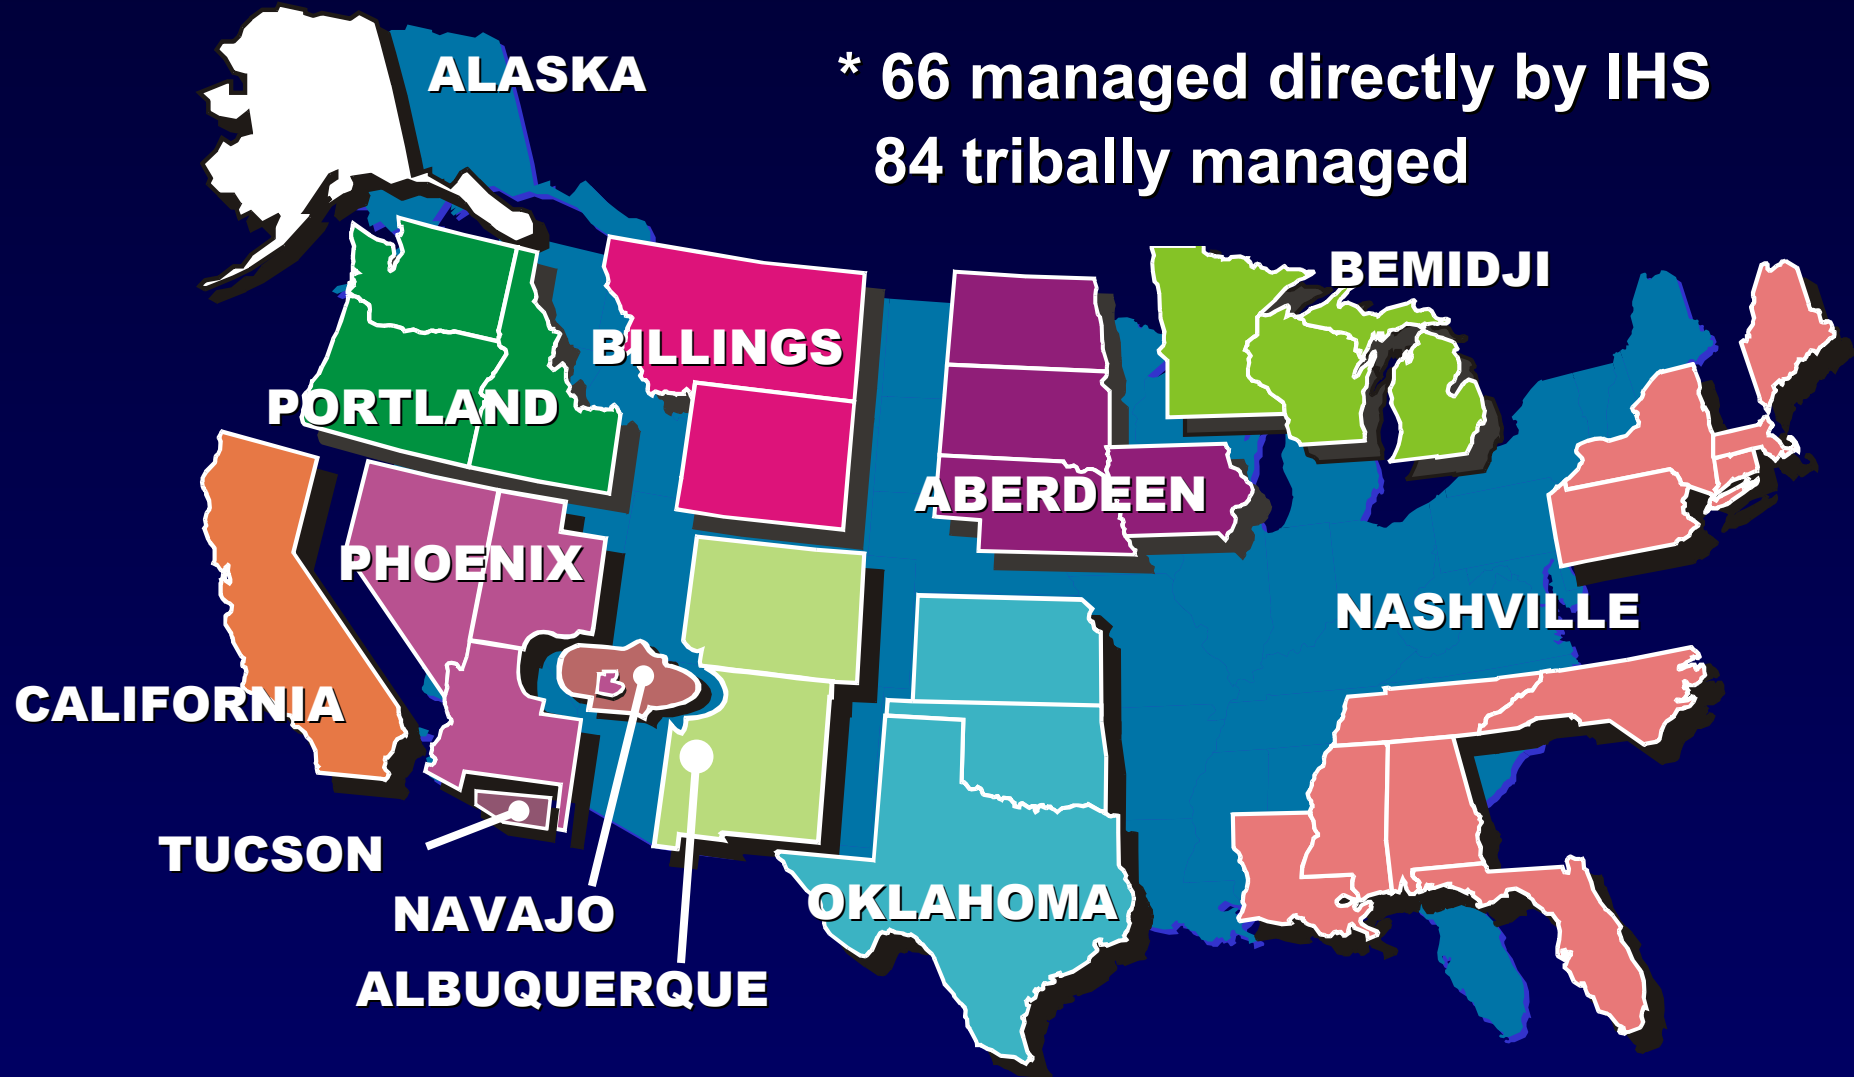 ALASKA
* 66 managed directly by IHS
84 tribally managed
BEMIDJI
BILLINGS
PORTLAND
ABERDEEN
PHOENIX
NASHVILLE
CALIFORNIA
TUCSON
NAVAJO
OKLAHOMA
ALBUQUERQUE